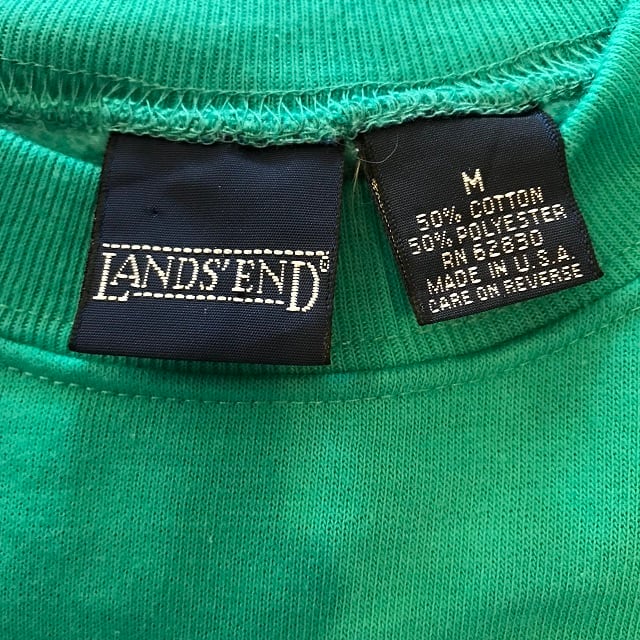 LANDS' END®
M
50% COTTON
50% POLYESTER
RN 62830
MADE IN U.S.A.
CARE ON REVERSE